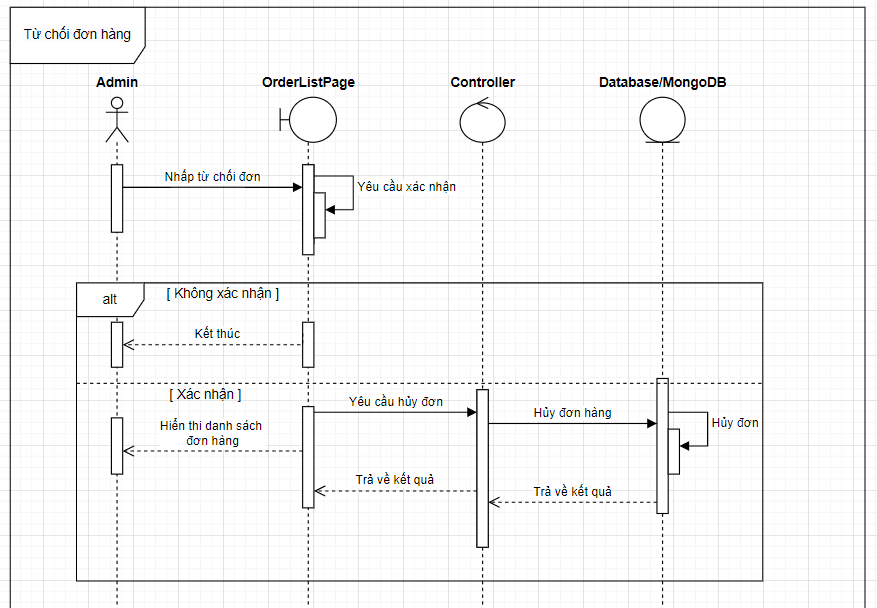 Từ chối đơn hàng
Admin
OrderListPage
Controller
Database/MongoDB
Nhấp từ chối đơn
Yêu cầu xác nhận
alt
[ Không xác nhận ]
Kết thúc
[ Xác nhận ]
Yêu cầu hủy đơn
Hủy đơn hàng
Hủy đơn
Hiển thi danh sách
đơn hàng
Trả về kết quả
Trả về kết quả